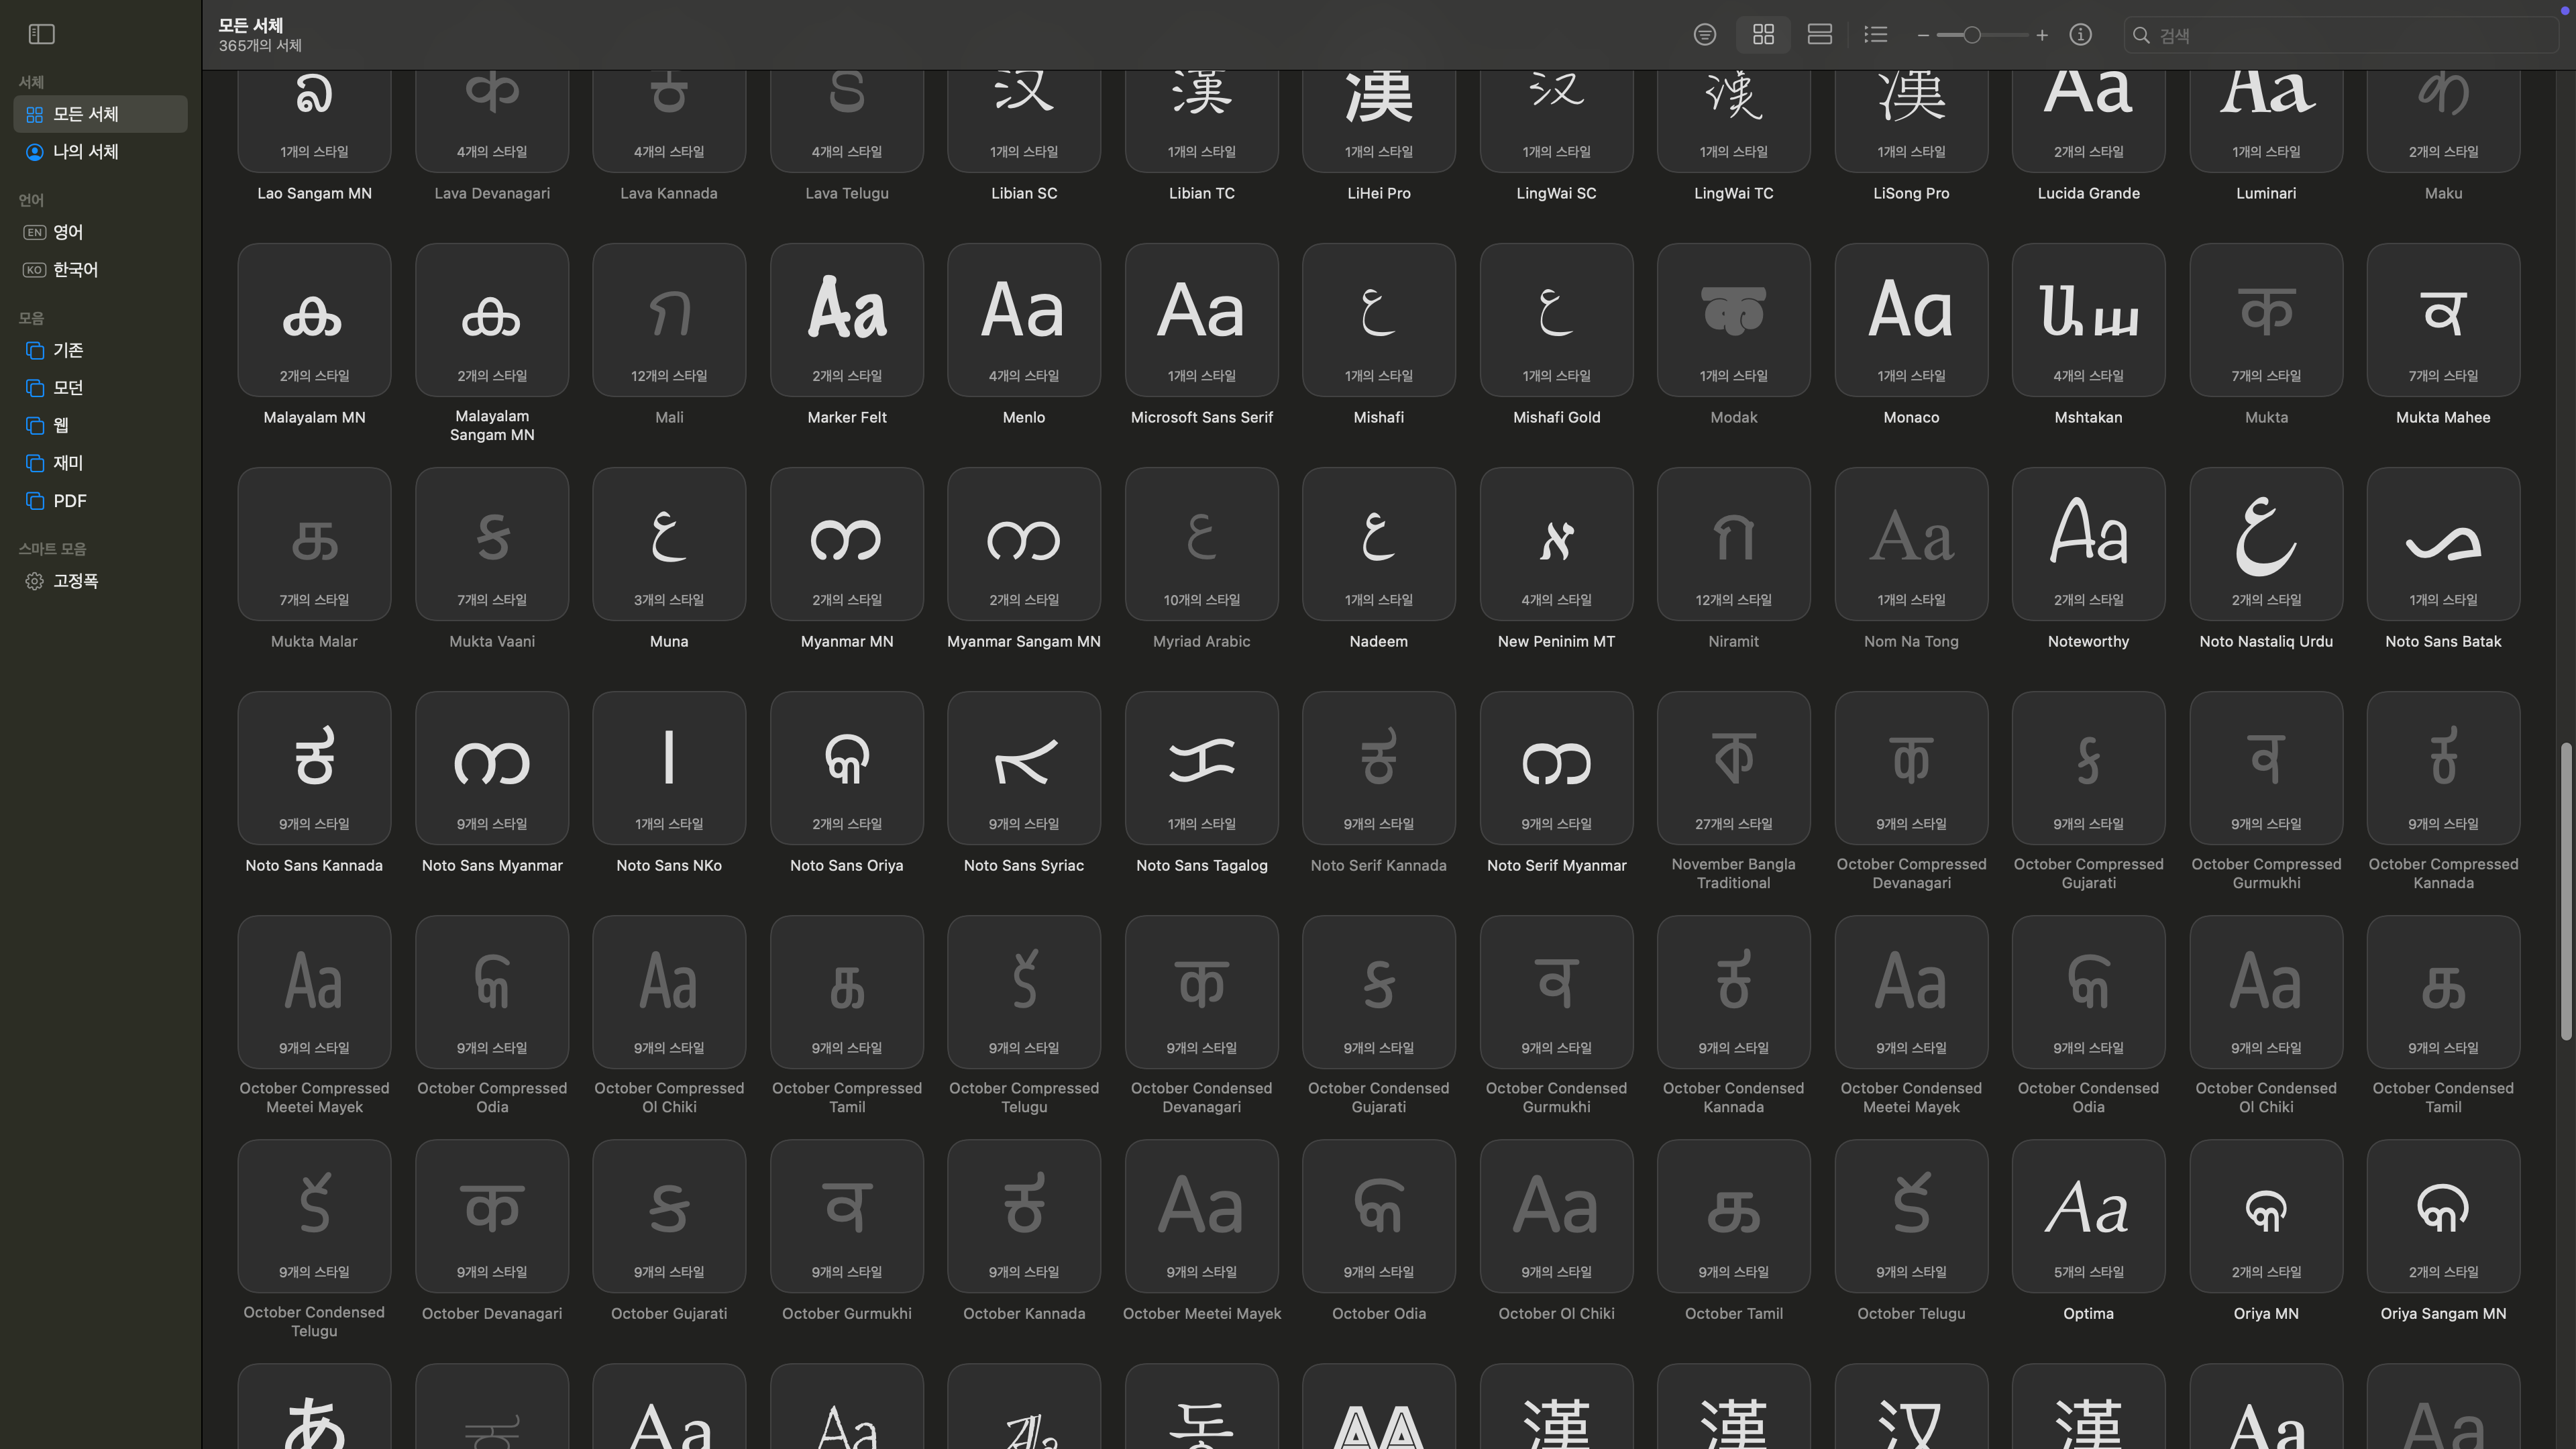 모든 서체
365개의 서체
검색
서체
모든 서체
나의 서체
언어
EN 영어
KO 한국어
모음
기존
모던
웹
재미
PDF
스마트 모음
고정폭
ລ क ಕ 汉 漢 漢 汉 漢 漢 Aa Aa め
1개의 스타일 4개의 스타일 4개의 스타일 4개의 스타일 1개의 스타일 1개의 스타일 1개의 스타일 1개의 스타일 1개의 스타일 1개의 스타일 2개의 스타일 1개의 스타일 2개의 스타일
Lao Sangam MN Lava Devanagari Lava Kannada Lava Telugu Libian SC Libian TC LiHei Pro LingWai SC LingWai TC LiSong Pro Lucida Grande Luminari Maku
ക ക ก Aa Aa Aa ع ع क Aa Աա क ਕ
2개의 스타일 2개의 스타일 12개의 스타일 2개의 스타일 4개의 스타일 1개의 스타일 1개의 스타일 1개의 스타일 1개의 스타일 1개의 스타일 4개의 스타일 7개의 스타일 7개의 스타일
Malayalam MN Malayalam Sangam MN Mali Marker Felt Menlo Microsoft Sans Serif Mishafi Mishafi Gold Modak Monaco Mshtakan Mukta Mukta Mahee
க ક ع က က ع ع א ก Aa Aa ع ᯂ
7개의 스타일 7개의 스타일 3개의 스타일 2개의 스타일 2개의 스타일 10개의 스타일 1개의 스타일 4개의 스타일 12개의 스타일 1개의 스타일 2개의 스타일 2개의 스타일 1개의 스타일
Mukta Malar Mukta Vaani Muna Myanmar MN Myanmar Sangam MN Myriad Arabic Nadeem New Peninim MT Niramit Nom Na Tong Noteworthy Noto Nastaliq Urdu Noto Sans Batak
ಕ က ߊ କ ܥ ᜃ ಕ က ক क ક ਕ ಕ
9개의 스타일 9개의 스타일 1개의 스타일 2개의 스타일 9개의 스타일 1개의 스타일 9개의 스타일 9개의 스타일 27개의 스타일 9개의 스타일 9개의 스타일 9개의 스타일 9개의 스타일
Noto Sans Kannada Noto Sans Myanmar Noto Sans NKo Noto Sans Oriya Noto Sans Syriac Noto Sans Tagalog Noto Serif Kannada Noto Serif Myanmar November Bangla Traditional October Compressed Devanagari October Compressed Gujarati October Compressed Gurmukhi October Compressed Kannada
Aa କ Aa க క क ક ਕ ಕ Aa କ Aa க
9개의 스타일 9개의 스타일 9개의 스타일 9개의 스타일 9개의 스타일 9개의 스타일 9개의 스타일 9개의 스타일 9개의 스타일 9개의 스타일 9개의 스타일 9개의 스타일 9개의 스타일
October Compressed Meetei Mayek October Compressed Odia October Compressed Ol Chiki October Compressed Tamil October Compressed Telugu October Condensed Devanagari October Condensed Gujarati October Condensed Gurmukhi October Condensed Kannada October Condensed Meetei Mayek October Condensed Odia October Condensed Ol Chiki October Condensed Tamil
క क ક ਕ ಕ Aa କ Aa க క Aa କ କ
9개의 스타일 9개의 스타일 9개의 스타일 9개의 스타일 9개의 스타일 9개의 스타일 9개의 스타일 9개의 스타일 9개의 스타일 9개의 스타일 5개의 스타일 2개의 스타일 2개의 스타일
October Condensed Telugu October Devanagari October Gujarati October Gurmukhi October Kannada October Meetei Mayek October Odia October Ol Chiki October Tamil October Telugu Optima Oriya MN Oriya Sangam MN
あ Aa Aa Aa 동 AA 漢 漢 汉 漢 Aa Aa